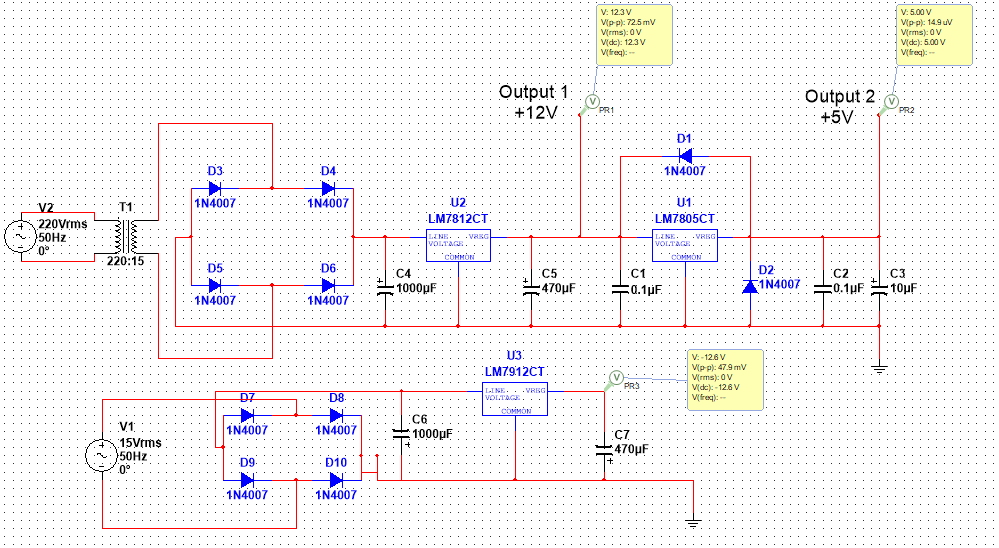 V: 12.3 V
V(p-p): 72.5 mV
V(rms): 0 V
V(dc): 12.3 V
V(freq): --
V: 5.00 V
V(p-p): 14.9 uV
V(rms): 0 V
V(dc): 5.00 V
V(freq): --
Output 1
+12V
V
PR1
Output 2
+5V
V
PR2
D1
1N4007
D3
1N4007
D4
1N4007
V2
220Vrms
50Hz
0°
T1
220:15
U2
LM7812CT
LINE VREG
VOLTAGE
COMMON
U1
LM7805CT
LINE VREG
VOLTAGE
COMMON
D5
1N4007
D6
1N4007
C4
1000µF
C5
470µF
C1
0.1µF
D2
1N4007
C2
0.1µF
C3
10µF
U3
LM7912CT
LINE VREG
VOLTAGE
COMMON
V
PR3
V: -12.6 V
V(p-p): 47.9 mV
V(rms): 0 V
V(dc): -12.6 V
V(freq): --
V1
15Vrms
50Hz
0°
D7
1N4007
D8
1N4007
D9
1N4007
D10
1N4007
C6
1000µF
C7
470µF